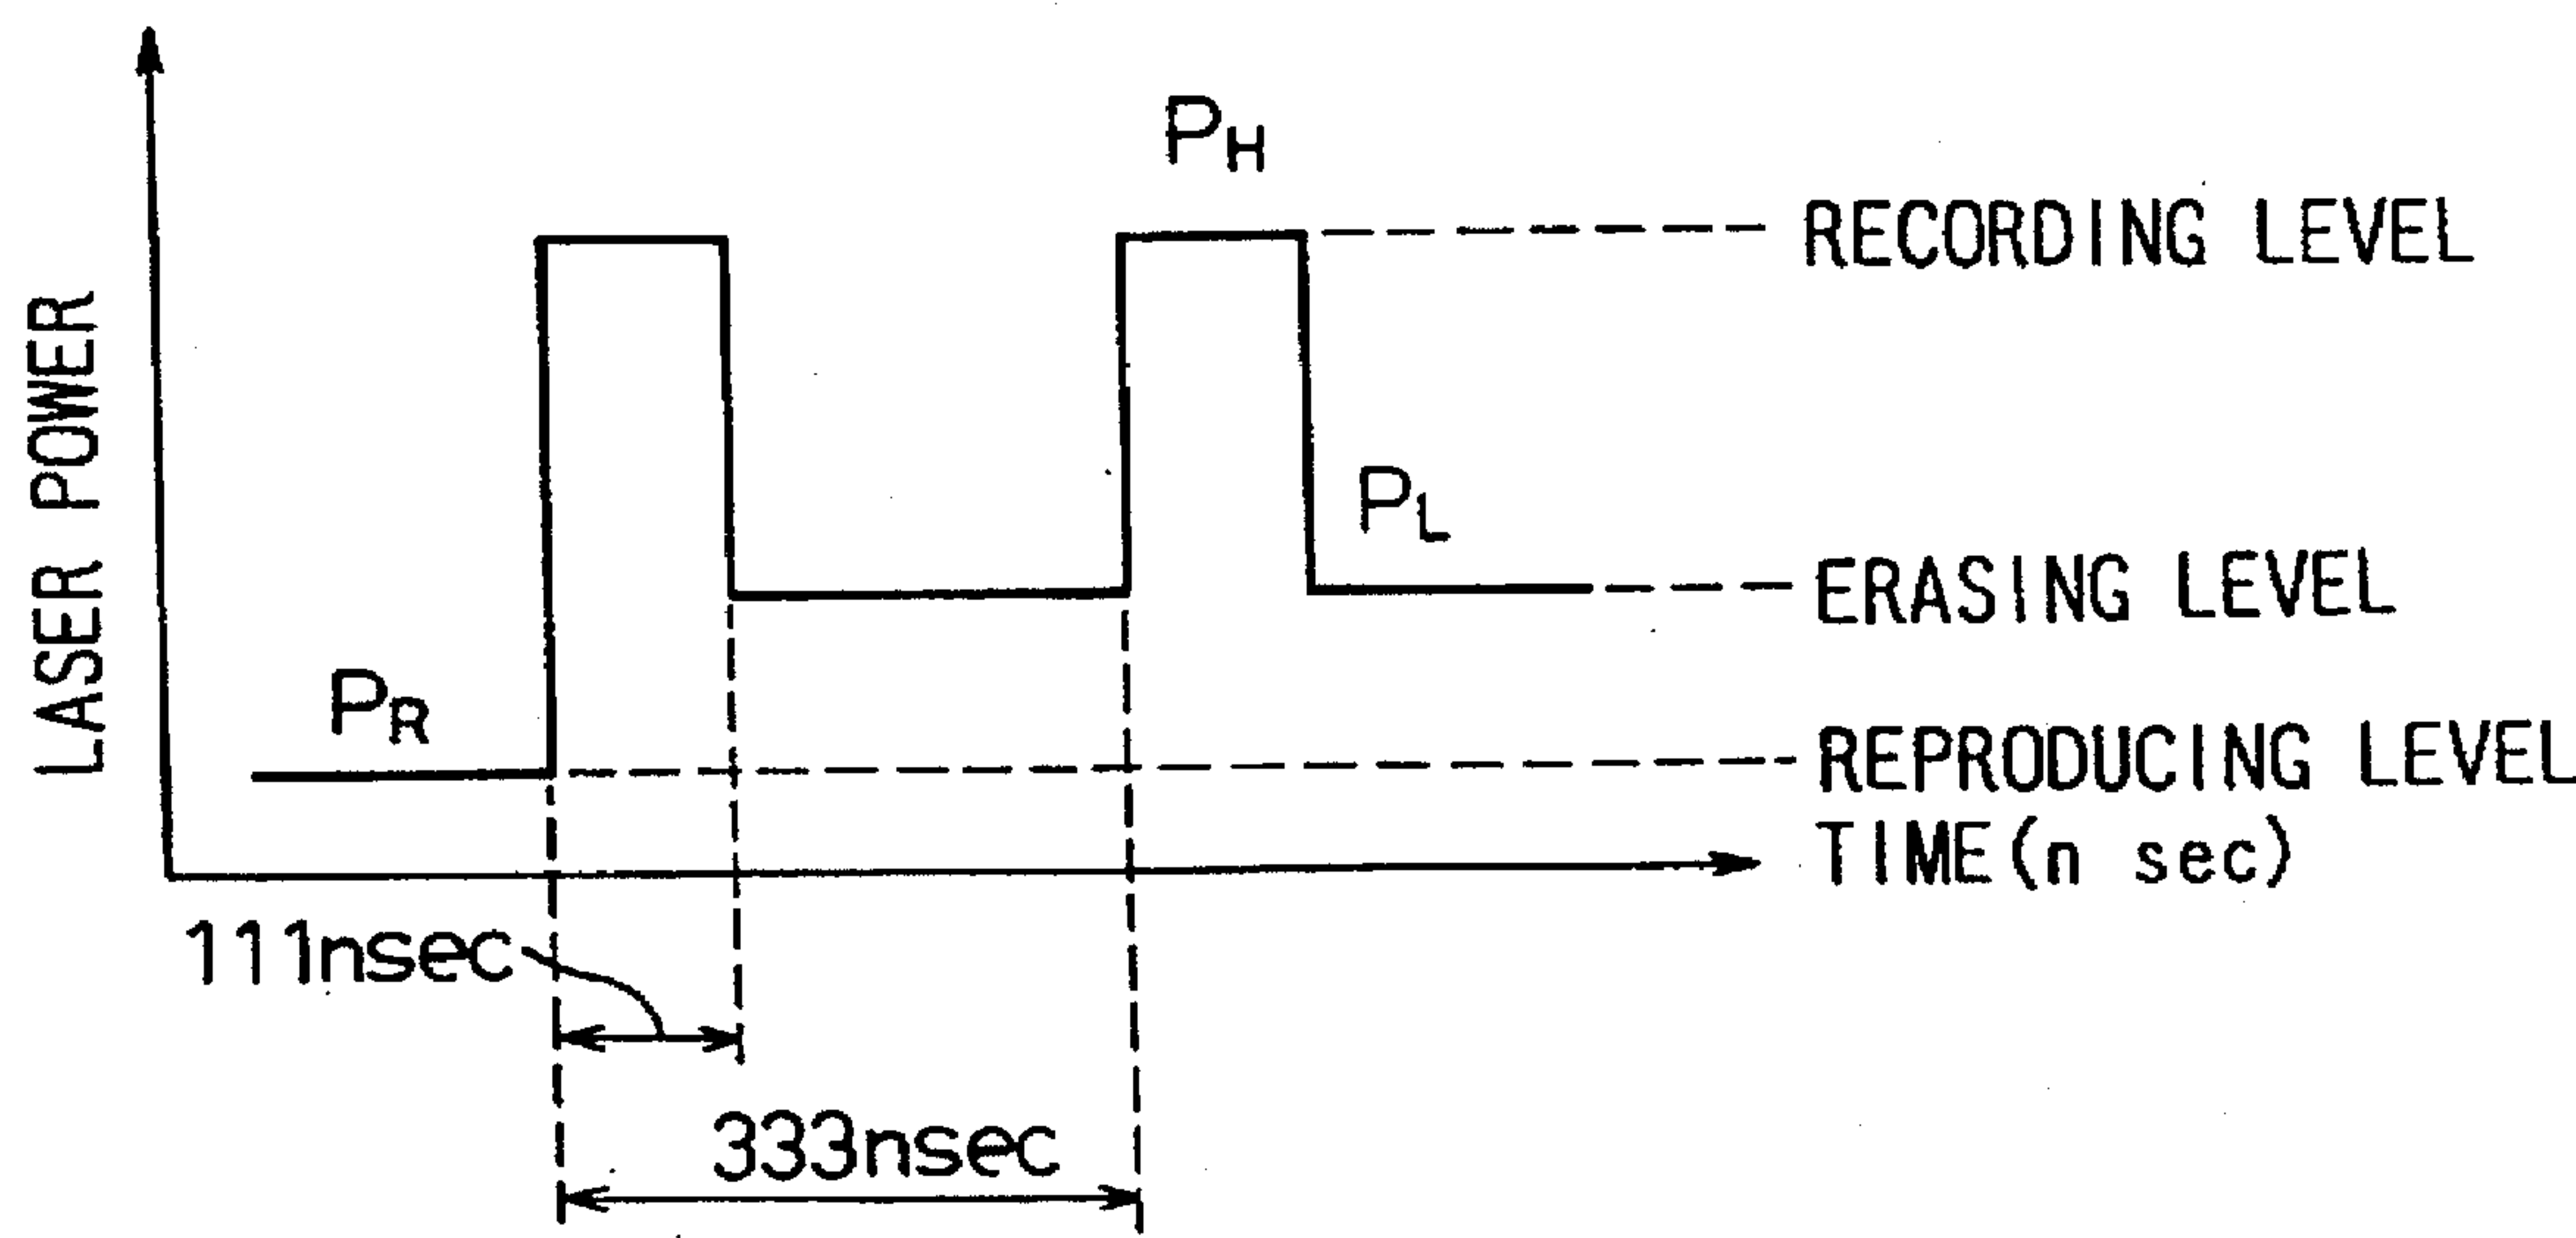 LASER POWER
PH
RECORDING LEVEL
PL
ERASING LEVEL
PR
REPRODUCING LEVEL
TIME(n sec)
111nsec
333nsec